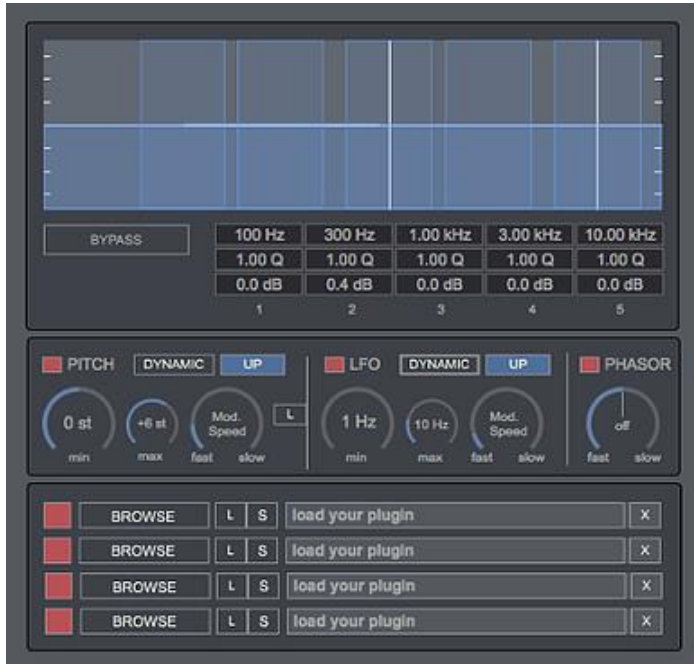 BYPASS 100 Hz 300 Hz 1.00 kHz 3.00 kHz 10.00 kHz
1.00 Q 1.00 Q 1.00 Q 1.00 Q 1.00 Q
0.0 dB 0.4 dB 0.0 dB 0.0 dB 0.0 dB
1 2 3 4 5
PITCH DYNAMIC UP LFO DYNAMIC UP PHASOR
0 st +6 st Mod. Speed L 1 Hz 10 Hz Mod. Speed off
min max fast slow min max fast slow fast slow
BROWSE L S load your plugin X
BROWSE L S load your plugin X
BROWSE L S load your plugin X
BROWSE L S load your plugin X